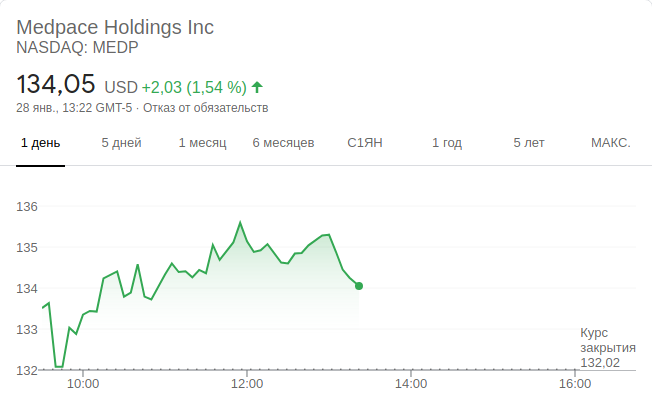 Medpace Holdings Inc
NASDAQ: MEDP
134,05 USD +2,03 (1,54 %)
28 янв., 13:22 GMT-5 · Отказ от обязательств
1 день 5 дней 1 месяц 6 месяцев С1ЯН 1 год 5 лет МАКС.
136
135
134
133
132
Курс
закрытия
132,02
10:00 12:00 14:00 16:00